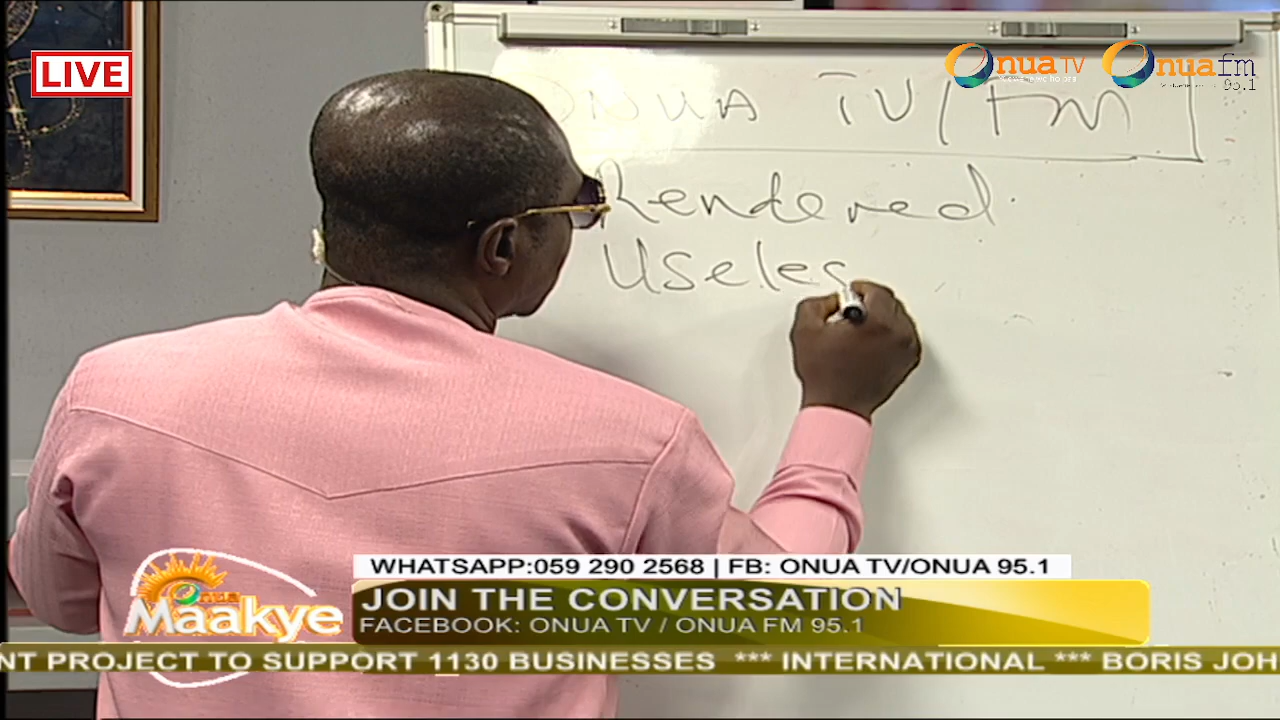 LIVE
Onua TV
Onua fm
95.1
ONUA TV/FM
Rendered
Useles
WHATSAPP:059 290 2568 | FB: ONUA TV/ONUA 95.1
Onua
Maakye
JOIN THE CONVERSATION
FACEBOOK: ONUA TV / ONUA FM 95.1
NT PROJECT TO SUPPORT 1130 BUSINESSES *** INTERNATIONAL *** BORIS JOH